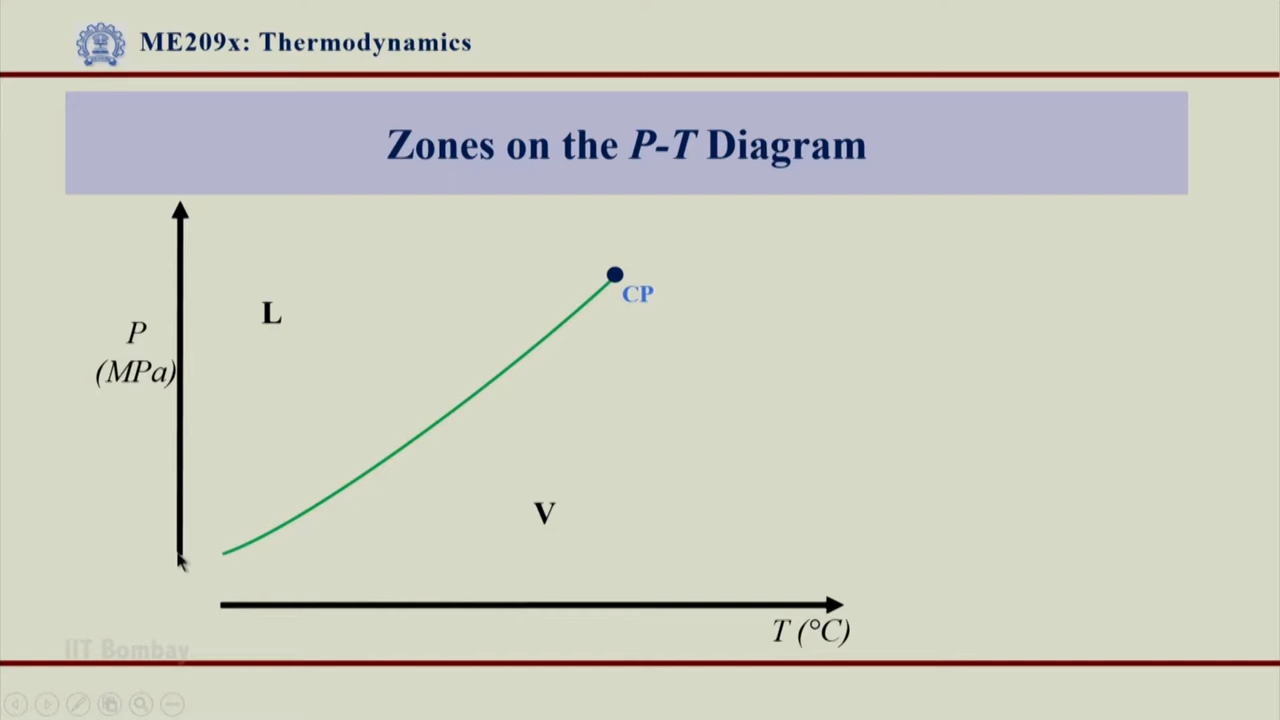 ME209x: Thermodynamics
Zones on the P-T Diagram
CP
L
P
(MPa)
V
T (°C)
IIT Bombay